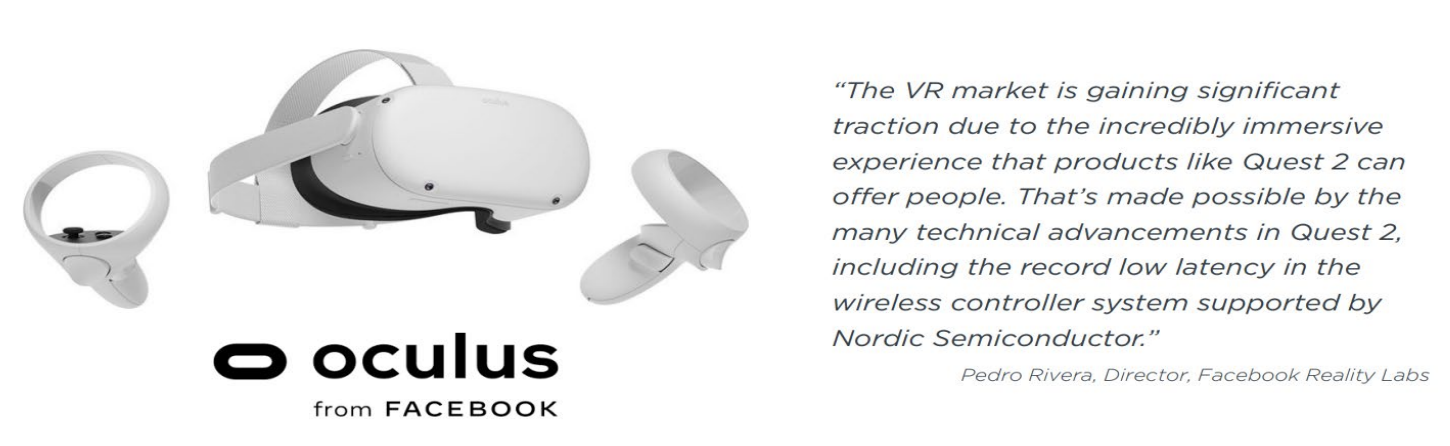 oculus
from FACEBOOK
“The VR market is gaining significant
traction due to the incredibly immersive
experience that products like Quest 2 can
offer people. That’s made possible by the
many technical advancements in Quest 2,
including the record low latency in the
wireless controller system supported by
Nordic Semiconductor.”
Pedro Rivera, Director, Facebook Reality Labs